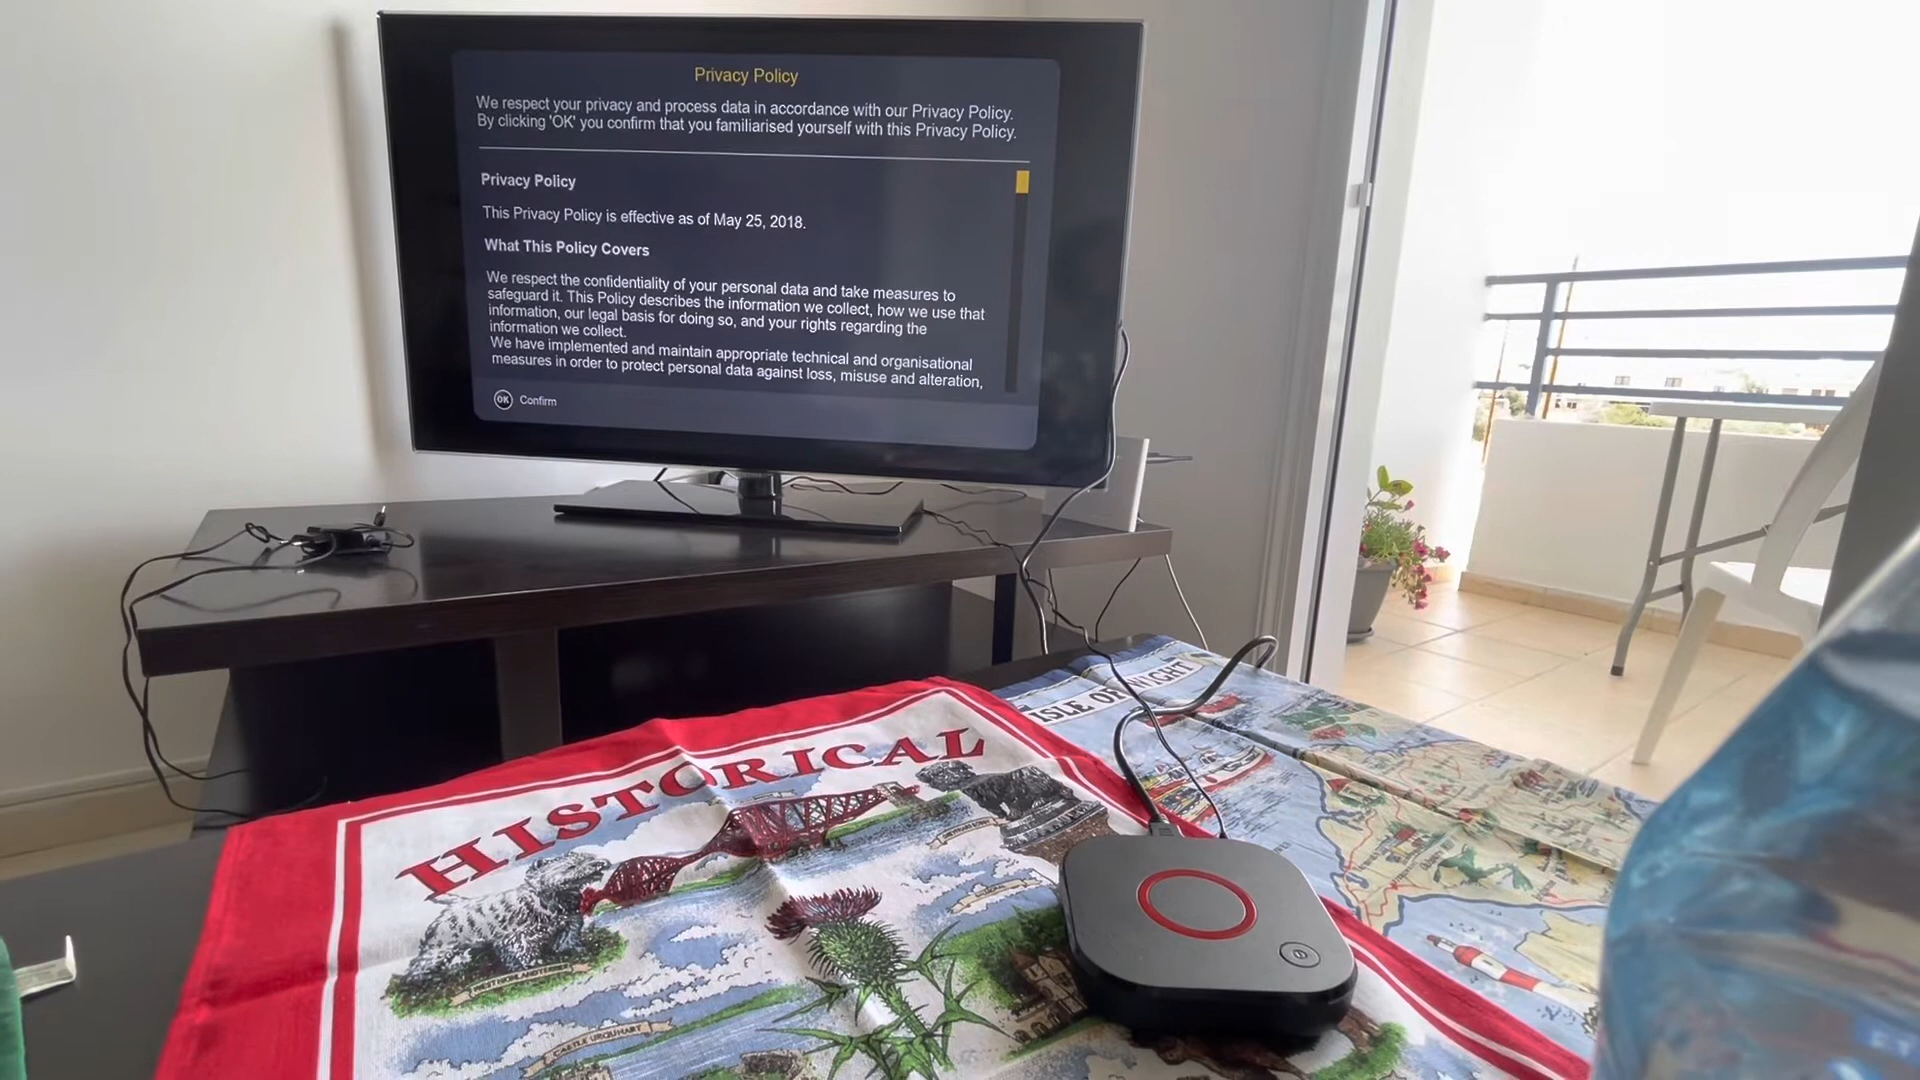 Privacy Policy
We respect your privacy and process data in accordance with our Privacy Policy.
By clicking 'OK' you confirm that you familiarised yourself with this Privacy Policy.
Privacy Policy
This Privacy Policy is effective as of May 25, 2018.
What This Policy Covers
We respect the confidentiality of your personal data and take measures to
safeguard it. This Policy describes the information we collect, how we use that
information, our legal basis for doing so, and your rights regarding the
information we collect.
We have implemented and maintain appropriate technical and organisational
measures in order to protect personal data against loss, misuse and alteration,
OK Confirm
ISLE OF WIGHT
HISTORICAL
WEST HIGHLAND TERRIER
CASTLE URQUHART